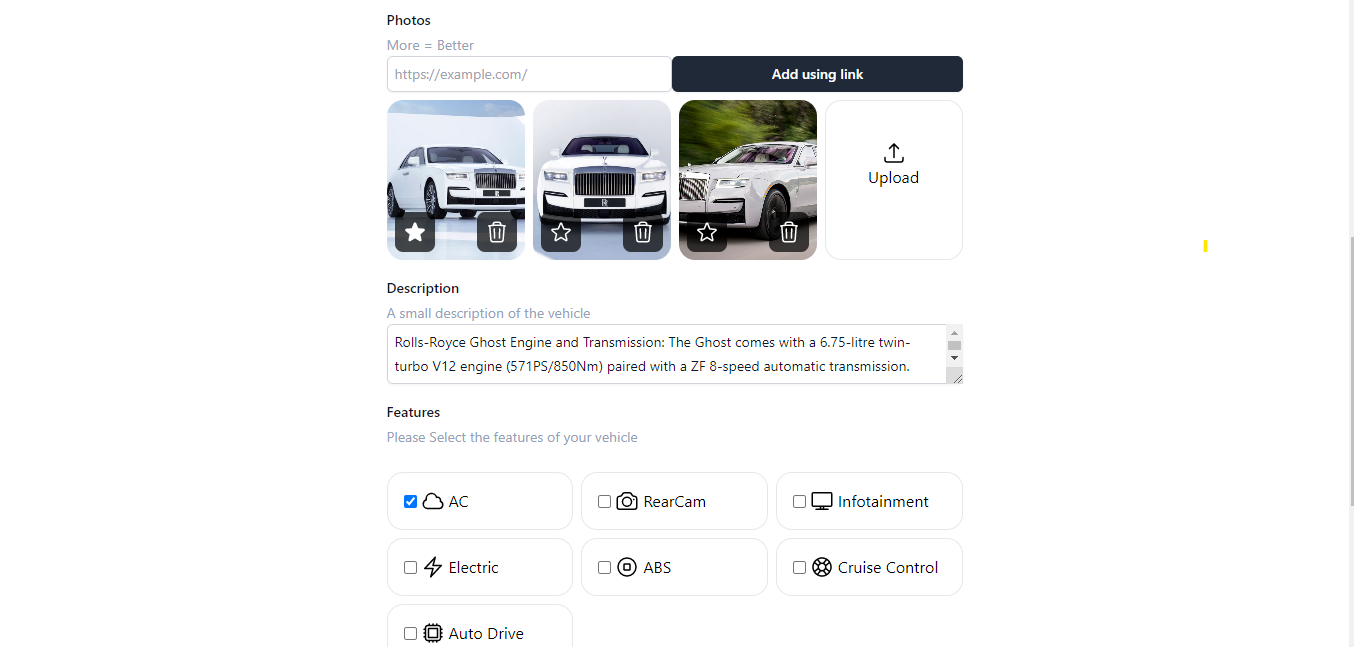 Photos
More = Better
https://example.com/
Add using link
Upload
Description
A small description of the vehicle
Rolls-Royce Ghost Engine and Transmission: The Ghost comes with a 6.75-litre twin-
turbo V12 engine (571PS/850Nm) paired with a ZF 8-speed automatic transmission.
Features
Please Select the features of your vehicle
AC
RearCam
Infotainment
Electric
ABS
Cruise Control
Auto Drive